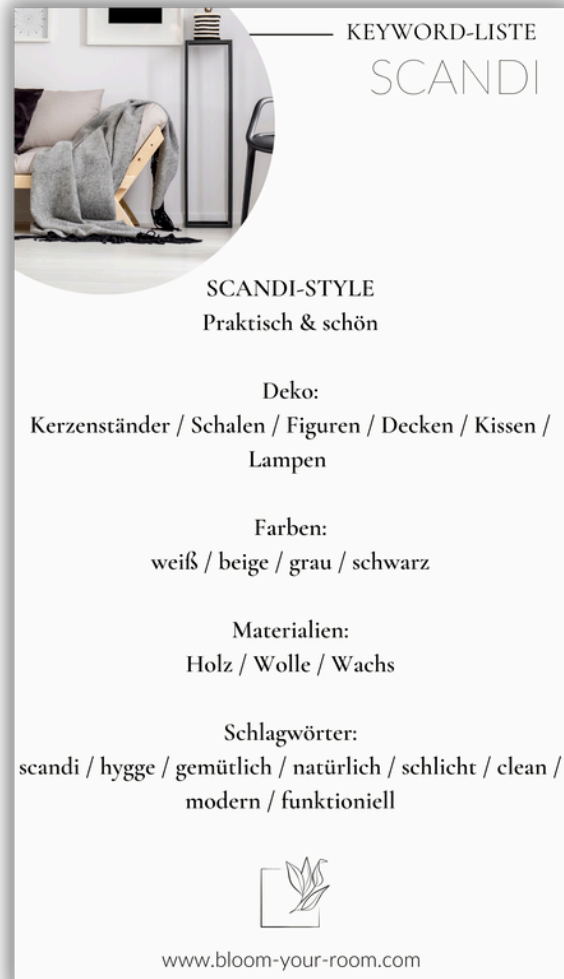 KEYWORD-LISTE
SCANDI
SCANDI-STYLE
Praktisch & schön
Deko:
Kerzenständer / Schalen / Figuren / Decken / Kissen /
Lampen
Farben:
weiß / beige / grau / schwarz
Materialien:
Holz / Wolle / Wachs
Schlagwörter:
scandi / hygge / gemütlich / natürlich / schlicht / clean /
modern / funktioniell
www.bloom-your-room.com